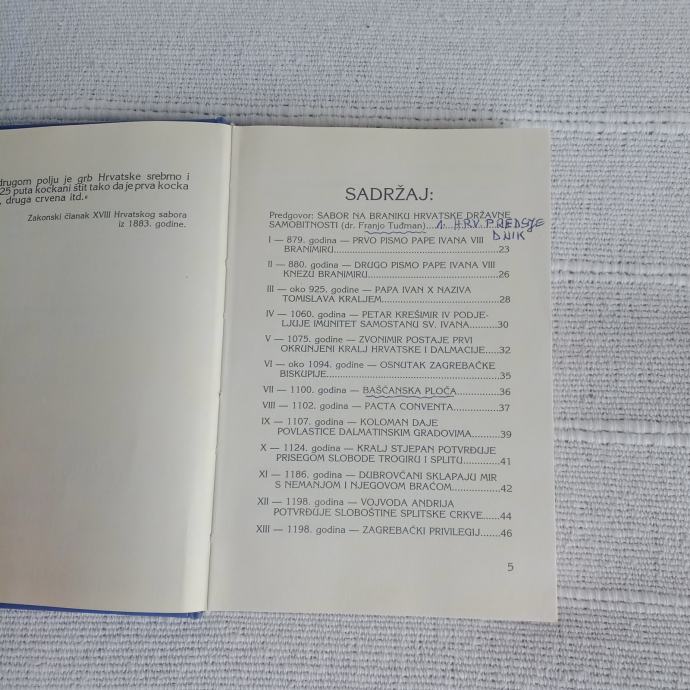 drugom polju je grb Hrvatske srebrno i
25 puta kockani štit tako da je prva kocka
, druga crvena itd."
Zakonski članak XVIII Hrvatskog sabora
iz 1883. godine.
SADRŽAJ:
Predgovor: SABOR NA BRANIKU HRVATSKE DRŽAVNE
SAMOBITNOSTI (dr. Franjo Tuđman)... 1. HRV. PREDSJE
DNIK
I — 879. godina — PRVO PISMO PAPE IVANA VIII
BRANIMIRU...23
II — 880. godina — DRUGO PISMO PAPE IVANA VIII
KNEZU BRANIMIRU...26
III — oko 925. godine — PAPA IVAN X NAZIVA
TOMISLAVA KRALJEM...28
IV — 1060. godina — PETAR KREŠIMIR IV PODJE-
LJUJE IMUNITET SAMOSTANU SV. IVANA...30
V — 1075. godine — ZVONIMIR POSTAJE PRVI
OKRUNJENI KRALJ HRVATSKE I DALMACIJE...32
VI — oko 1094. godine — OSNUTAK ZAGREBAČKE
BISKUPIJE...35
VII — 1100. godina — BAŠĆANSKA PLOČA...36
VIII — 1102. godina — PACTA CONVENTA...37
IX — 1107. godina — KOLOMAN DAJE
POVLASTICE DALMATINSKIM GRADOVIMA...39
X — 1124. godina — KRALJ STJEPAN POTVRĐUJE
PRISEGOM SLOBODE TROGIRU I SPLITU...41
XI — 1186. godina — DUBROVČANI SKLAPAJU MIR
S NEMANJOM I NJEGOVOM BRAĆOM...42
XII — 1198. godina — VOJVODA ANDRIJA
POTVRĐUJE SLOBOŠTINE SPLITSKE CRKVE...44
XIII — 1198. godina — ZAGREBAČKI PRIVILEGIJ...46
5